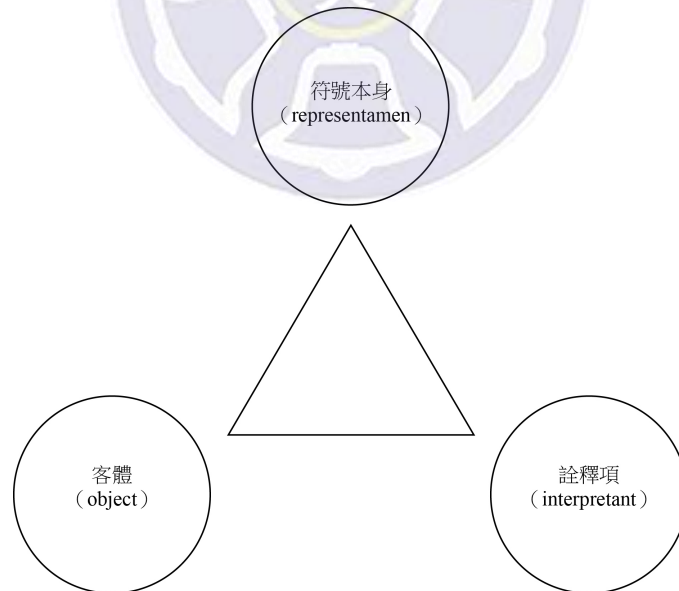 符號本身
（representamen）
客體
（object）
詮釋項
（interpretant）